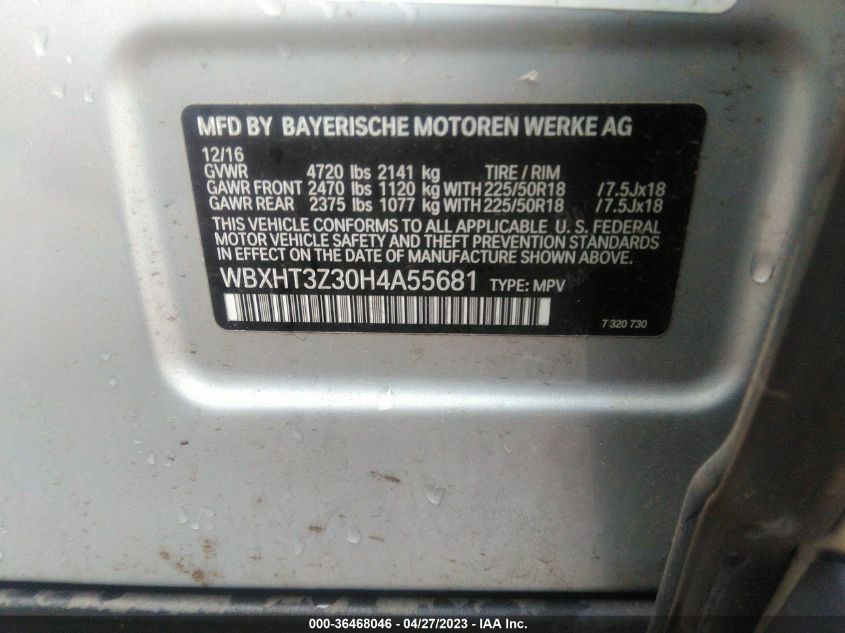 MFD BY BAYERISCHE MOTOREN WERKE AG
12/16
GVWR 4720 lbs 2141 kg TIRE / RIM
GAWR FRONT 2470 lbs 1120 kg WITH 225/50R18 /7.5Jx18
GAWR REAR 2375 lbs 1077 kg WITH 225/50R18 /7.5Jx18
THIS VEHICLE CONFORMS TO ALL APPLICABLE U. S. FEDERAL
MOTOR VEHICLE SAFETY AND THEFT PREVENTION STANDARDS
IN EFFECT ON THE DATE OF MANUFACTURE SHOWN ABOVE.
WBXHT3Z30H4A55681 TYPE: MPV
7 320 730
000-36468046 / 04/27/2023 - IAA Inc.